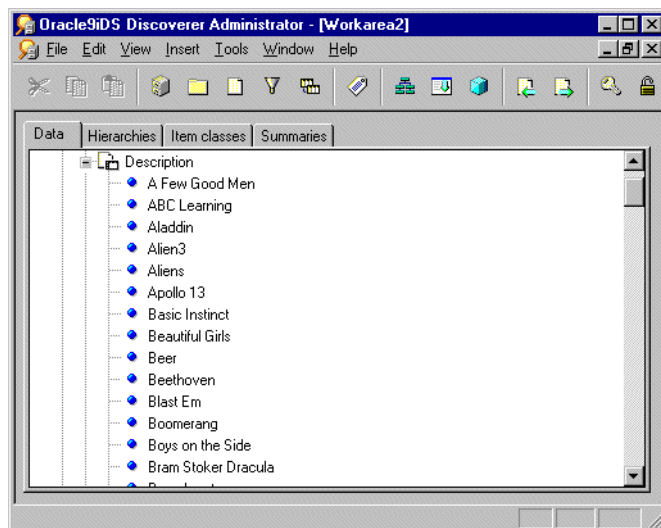 Oracle9iDS Discoverer Administrator - [Workarea2]
File Edit View Insert Tools Window Help
Data Hierarchies Item classes Summaries
Description
A Few Good Men
ABC Learning
Aladdin
Alien3
Aliens
Apollo 13
Basic Instinct
Beautiful Girls
Beer
Beethoven
Blast Em
Boomerang
Boys on the Side
Bram Stoker Dracula